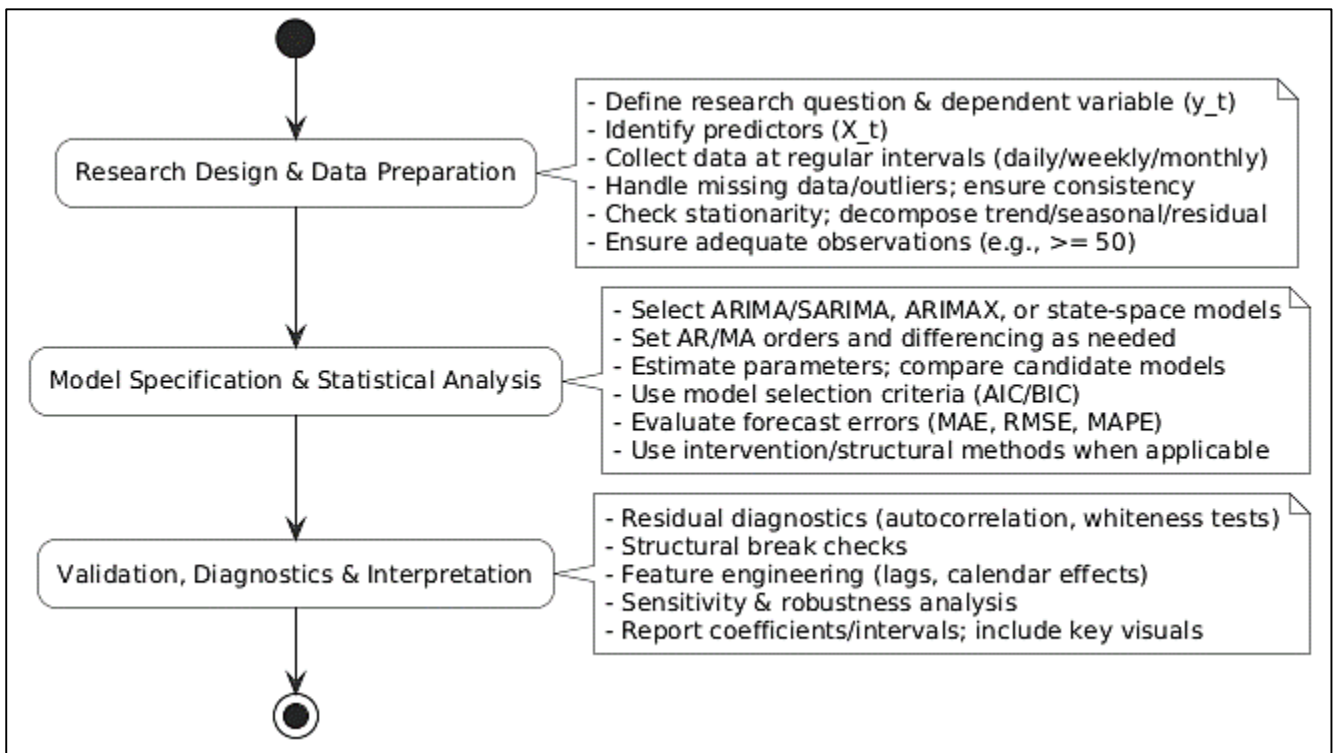 Research Design & Data Preparation
- Define research question & dependent variable (y_t)
- Identify predictors (X_t)
- Collect data at regular intervals (daily/weekly/monthly)
- Handle missing data/outliers; ensure consistency
- Check stationarity; decompose trend/seasonal/residual
- Ensure adequate observations (e.g., >= 50)
Model Specification & Statistical Analysis
- Select ARIMA/SARIMA, ARIMAX, or state-space models
- Set AR/MA orders and differencing as needed
- Estimate parameters; compare candidate models
- Use model selection criteria (AIC/BIC)
- Evaluate forecast errors (MAE, RMSE, MAPE)
- Use intervention/structural methods when applicable
Validation, Diagnostics & Interpretation
- Residual diagnostics (autocorrelation, whiteness tests)
- Structural break checks
- Feature engineering (lags, calendar effects)
- Sensitivity & robustness analysis
- Report coefficients/intervals; include key visuals